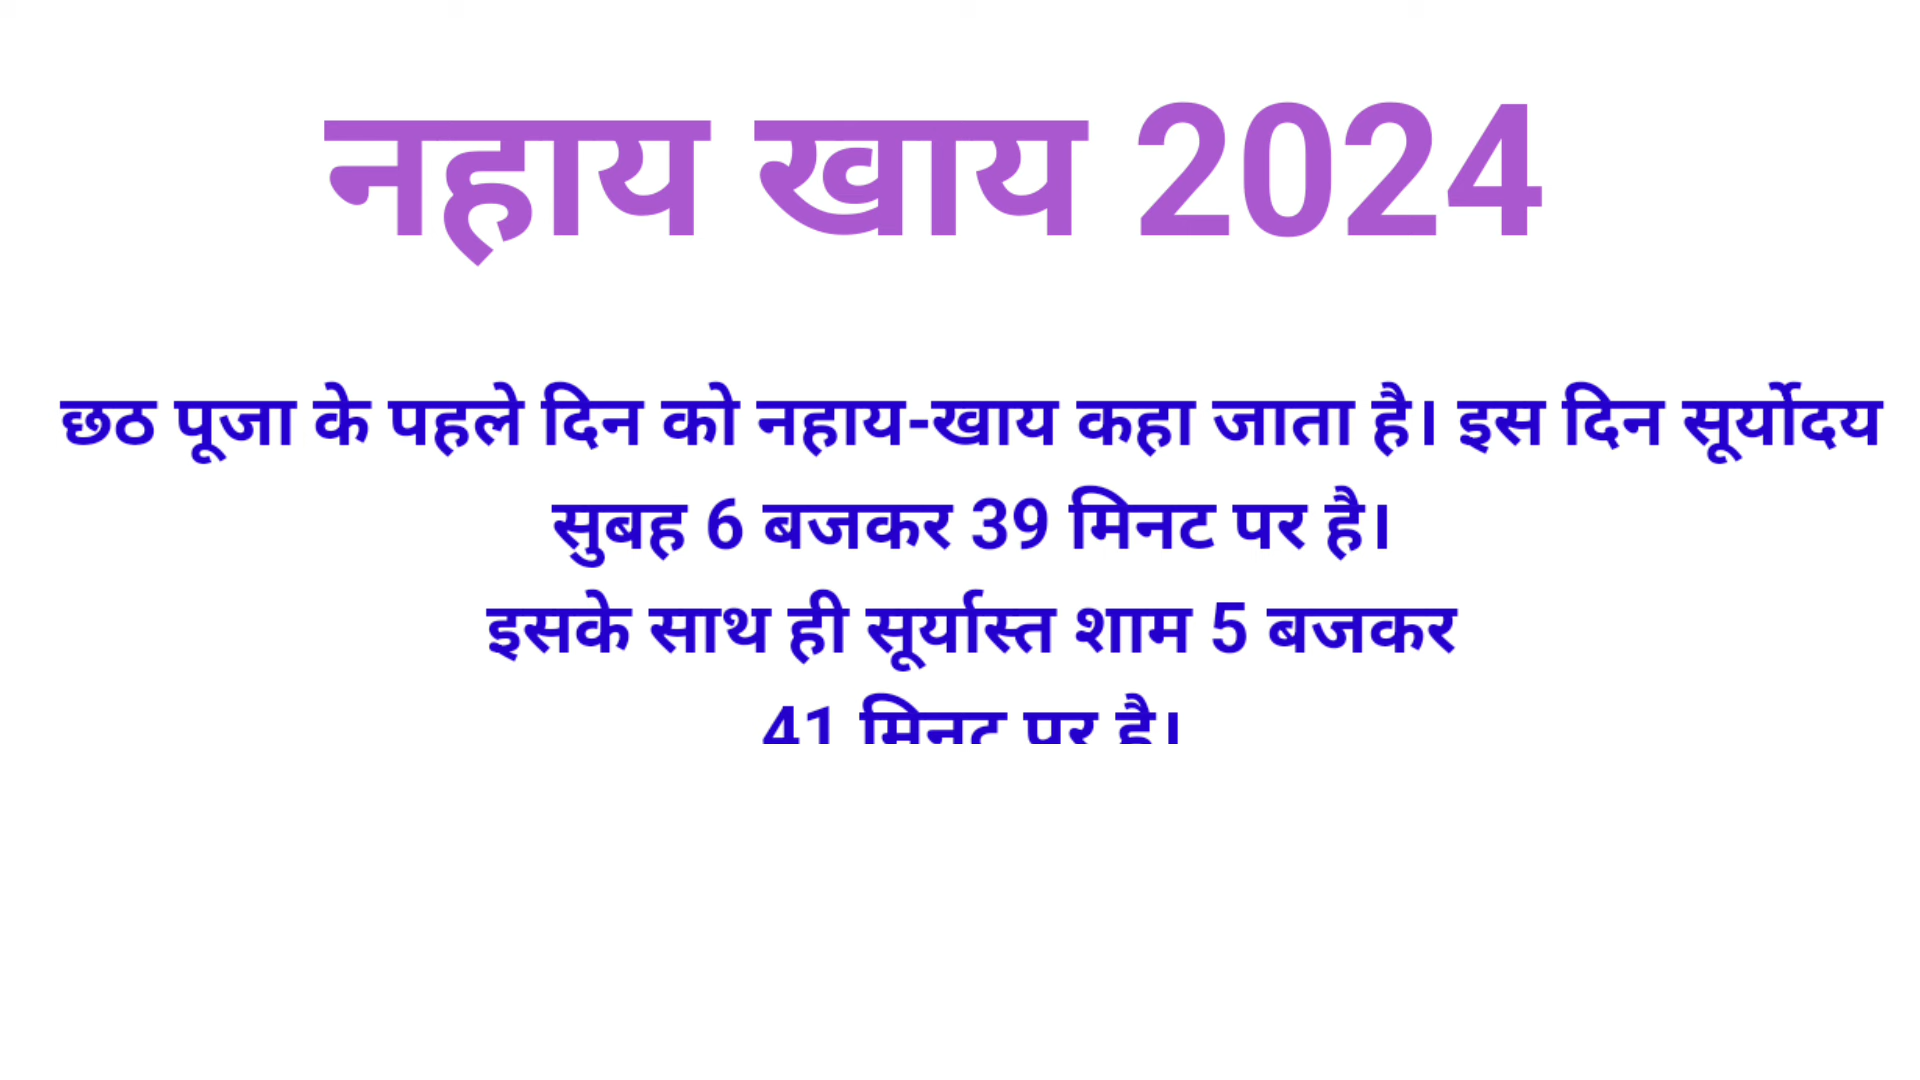 नहाय खाय 2024
छठ पूजा के पहले दिन को नहाय-खाय कहा जाता है। इस दिन सूर्योदय
सुबह 6 बजकर 39 मिनट पर है।
इसके साथ ही सूर्यास्त शाम 5 बजकर
41 मिनट पर है।